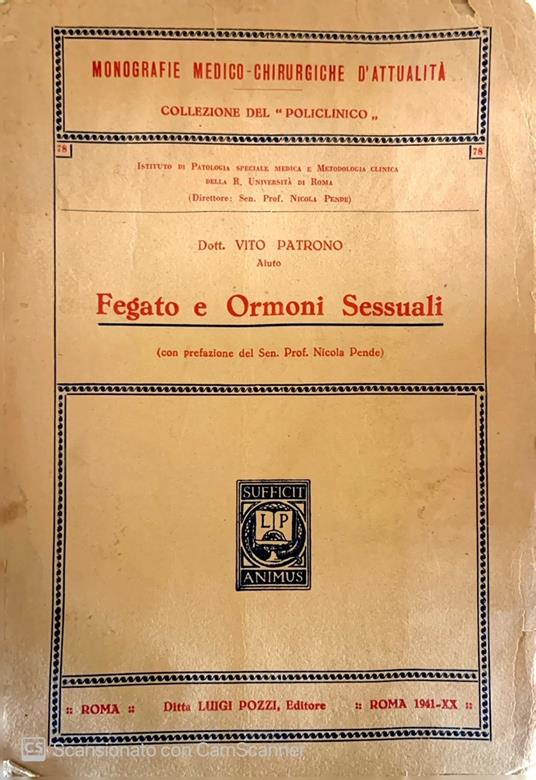 MONOGRAFIE MEDICO-CHIRURGICHE D'ATTUALITÀ
COLLEZIONE DEL "POLICLINICO„
78 78
ISTITUTO DI PATOLOGIA SPECIALE MEDICA E METODOLOGIA CLINICA
DELLA R. UNIVERSITÀ DI ROMA
(Direttore: Sen. Prof. NICOLA PENDE)
Dott. VITO PATRONO
Aiuto
Fegato e Ormoni Sessuali
(con prefazione del Sen. Prof. Nicola Pende)
SUFFICIT
L P
ANIMUS
:: ROMA :: Ditta LUIGI POZZI, Editore :: ROMA 1941-XX ::
CS Scansionato con CamScanner